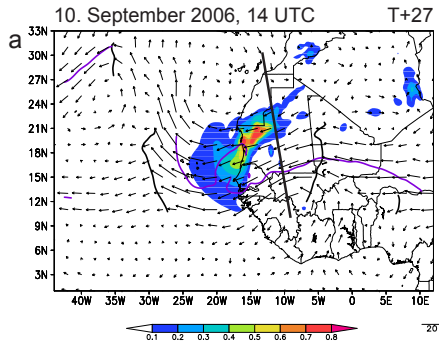 10. September 2006, 14 UTC T+27
a
33N
30N
27N
24N
21N
18N
15N
12N
9N
6N
3N
40W 35W 30W 25W 20W 15W 10W 5W 0 5E 10E
0.1 0.2 0.3 0.4 0.5 0.6 0.7 0.8
20